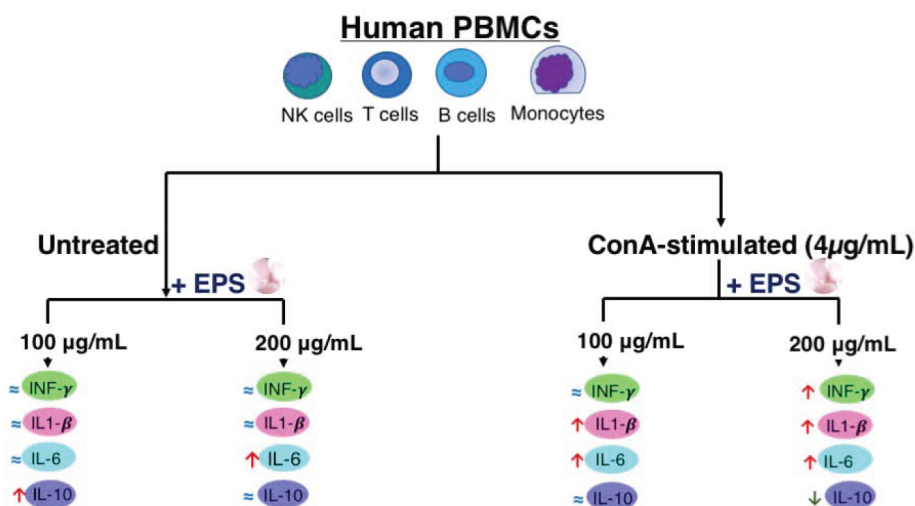 Human PBMCs
NK cells T cells B cells Monocytes
Untreated
ConA-stimulated (4µg/mL)
+ EPS
+ EPS
100 µg/mL
200 µg/mL
100 µg/mL
200 µg/mL
≈ INF-γ
≈ INF-γ
≈ INF-γ
↑ INF-γ
≈ IL1-β
≈ IL1-β
↑ IL1-β
↑ IL1-β
≈ IL-6
↑ IL-6
↑ IL-6
↑ IL-6
↑ IL-10
≈ IL-10
≈ IL-10
↓ IL-10